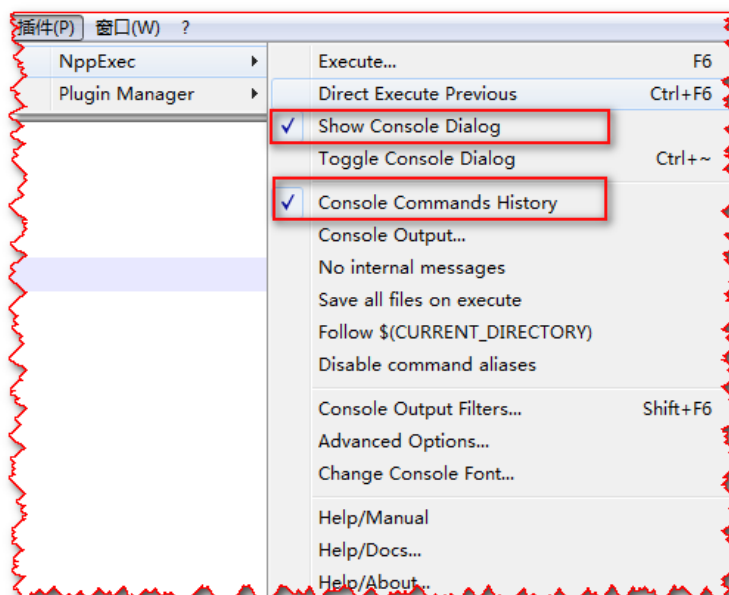 插件(P) 窗口(W) ?
NppExec
Plugin Manager
Execute... F6
Direct Execute Previous Ctrl+F6
Show Console Dialog
Toggle Console Dialog Ctrl+~
Console Commands History
Console Output...
No internal messages
Save all files on execute
Follow $(CURRENT_DIRECTORY)
Disable command aliases
Console Output Filters... Shift+F6
Advanced Options...
Change Console Font...
Help/Manual
Help/Docs...
Help/About...